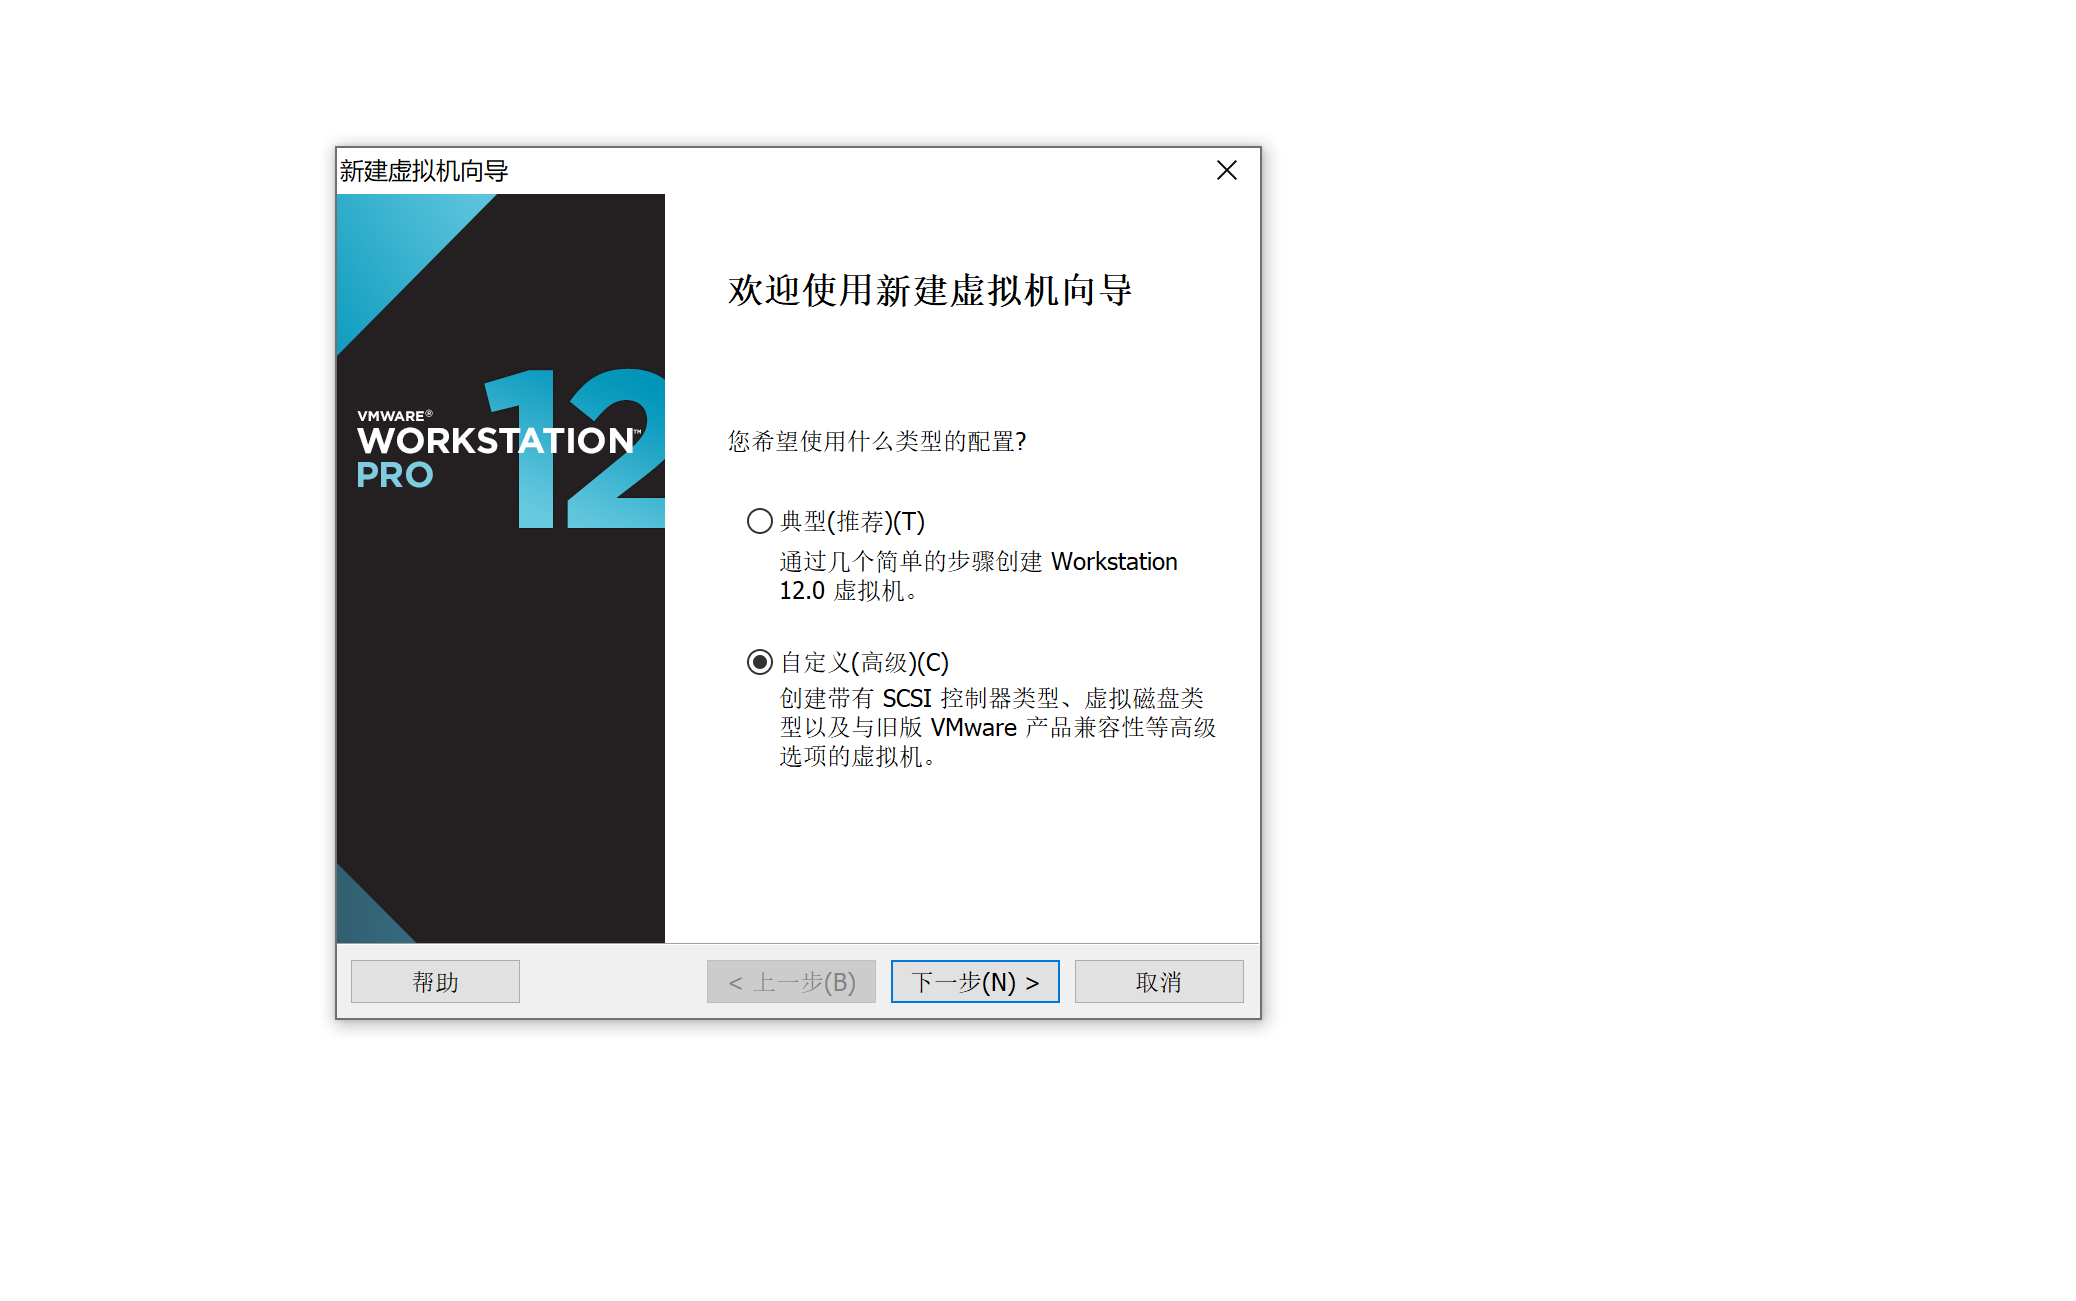 新建虚拟机向导
12
VMWARE®
WORKSTATION™
PRO
欢迎使用新建虚拟机向导
您希望使用什么类型的配置?
典型(推荐)(T)
通过几个简单的步骤创建 Workstation
12.0 虚拟机。
自定义(高级)(C)
创建带有 SCSI 控制器类型、虚拟磁盘类
型以及与旧版 VMware 产品兼容性等高级
选项的虚拟机。
帮助
< 上一步(B)
下一步(N) >
取消